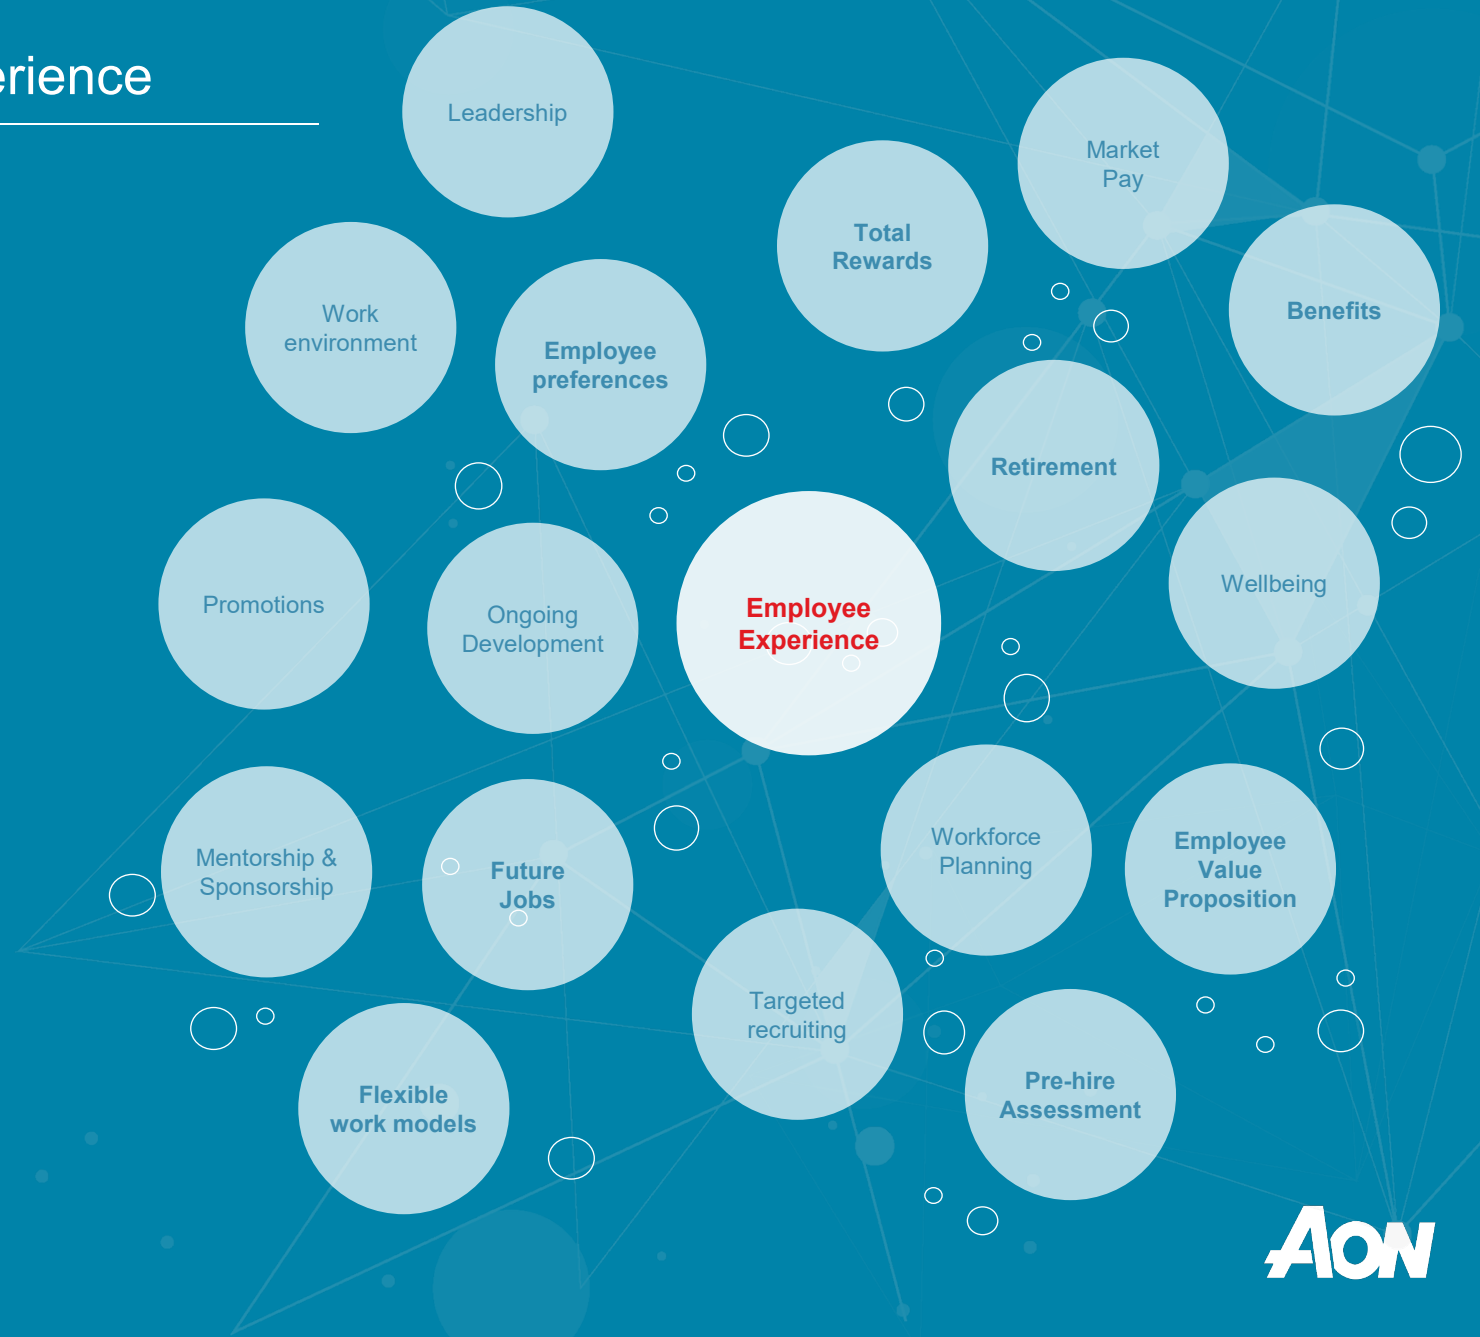 erience
Leadership
Market
Pay
Total
Rewards
Benefits
Work
environment
Employee
preferences
Retirement
Wellbeing
Promotions
Ongoing
Development
Employee
Experience
Mentorship &
Sponsorship
Future
Jobs
Workforce
Planning
Employee
Value
Proposition
Targeted
recruiting
Flexible
work models
Pre-hire
Assessment
AON